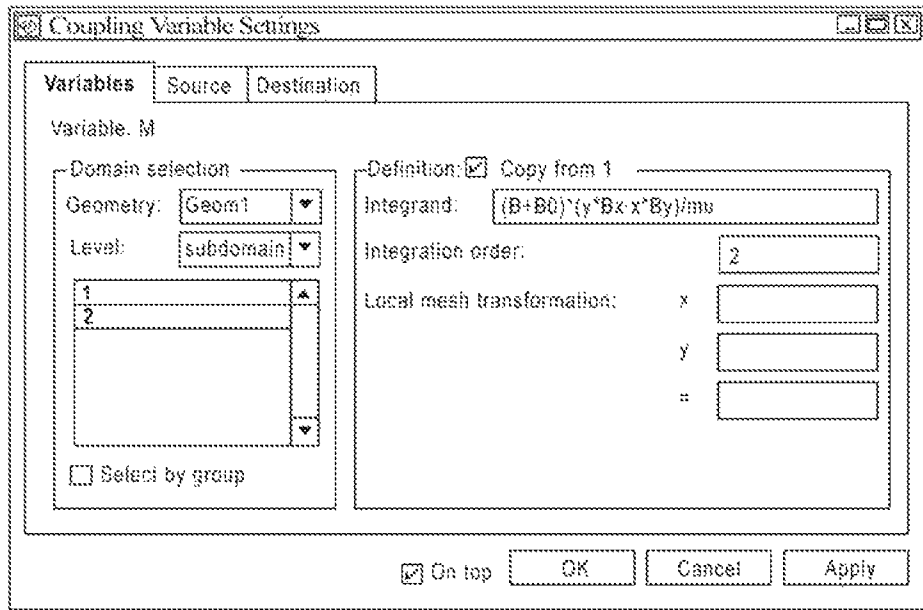 Coupling Variable Settings
Variables Source Destination
Variable. M
Domain selection
Geometry: Geom1
Level: subdomain
1
2
Select by group
Definition: Copy from 1
Integrand: (B+B0)*(y*Bx-x*By)/mu
Integration order: 2
Local mesh transformation: x
y
On top OK Cancel Apply